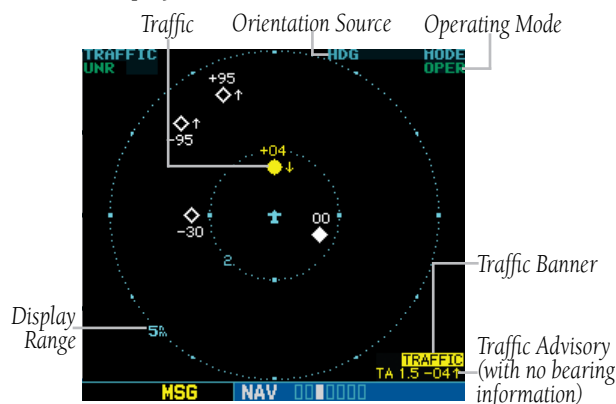 Traffic
Orientation Source
Operating Mode
TRAFFIC
HDG
MODE
UNR
OPER
+95
↑
↑
-95
+04
↓
00
-30
2
Traffic Banner
Display
Range
5nm
TRAFFIC
TA 1.5 -04↑
Traffic Advisory
(with no bearing
information)
MSG
NAV